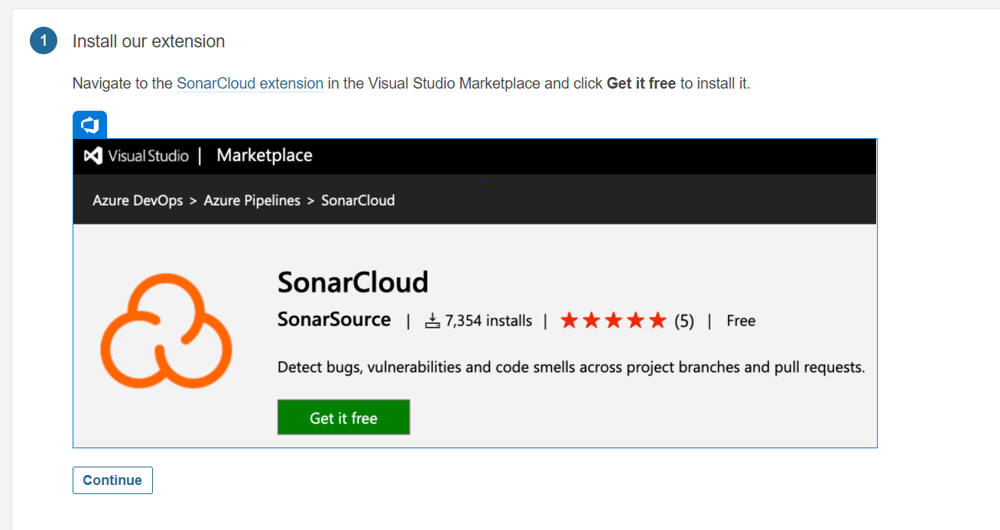 1 Install our extension
Navigate to the SonarCloud extension in the Visual Studio Marketplace and click Get it free to install it.
Visual Studio | Marketplace
Azure DevOps > Azure Pipelines > SonarCloud
SonarCloud
SonarSource | 7,354 installs | ★★★★★ (5) | Free
Detect bugs, vulnerabilities and code smells across project branches and pull requests.
Get it free
Continue